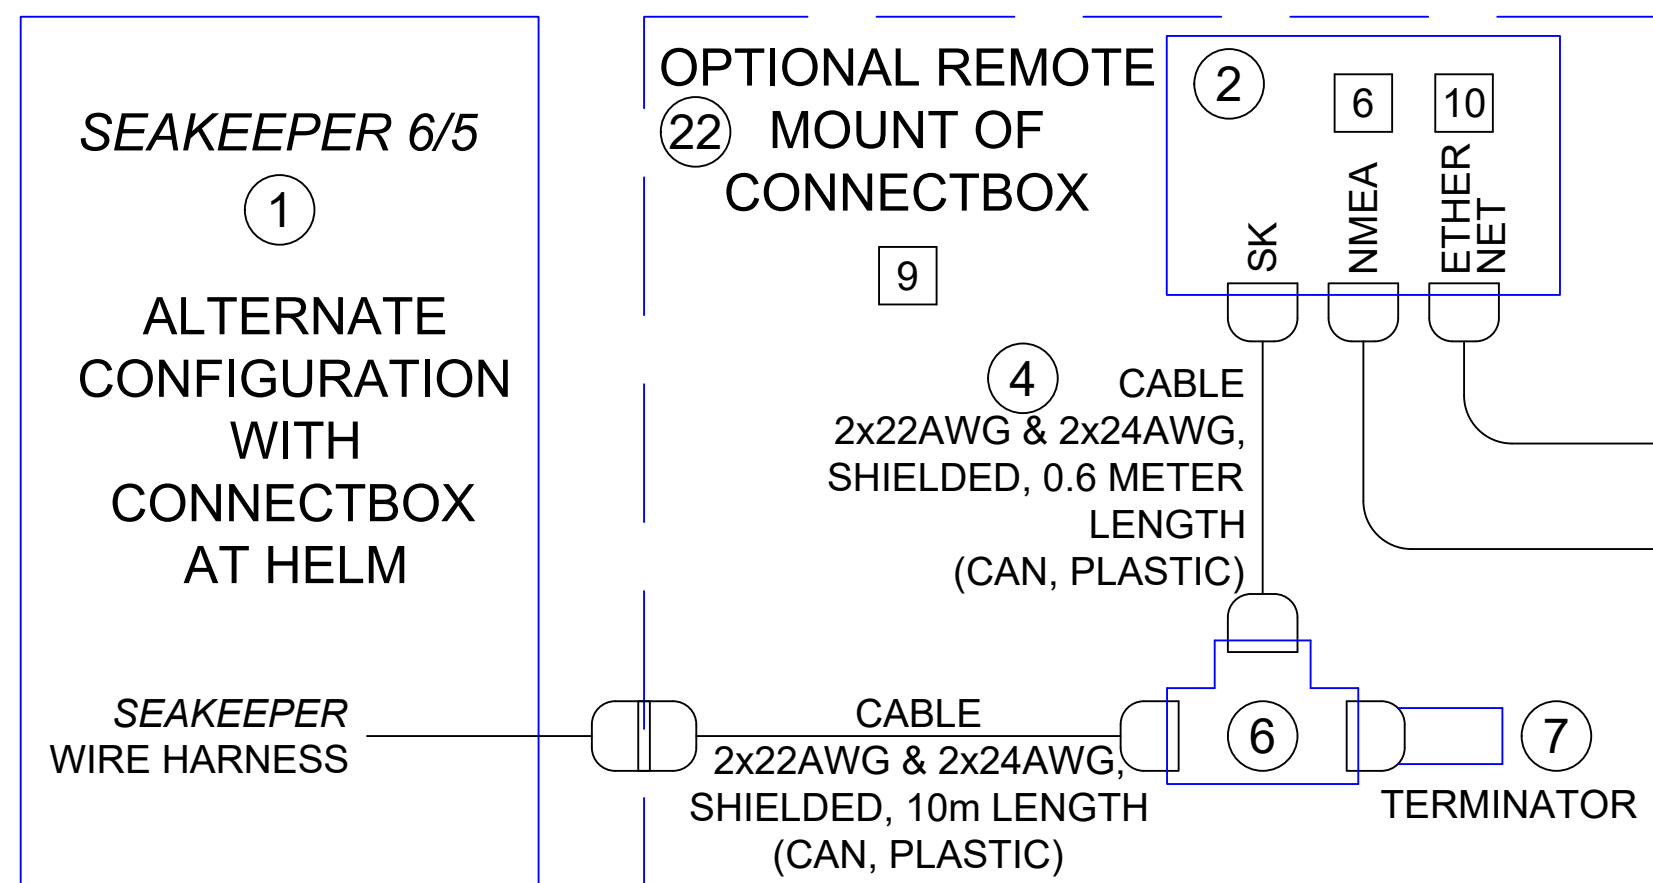 SEAKEEPER 6/5
1
ALTERNATE
CONFIGURATION
WITH
CONNECTBOX
AT HELM
SEAKEEPER
WIRE HARNESS
OPTIONAL REMOTE
22 MOUNT OF
CONNECTBOX
9
2
6
10
SK
NMEA
ETHER
NET
4 CABLE
2x22AWG & 2x24AWG,
SHIELDED, 0.6 METER
LENGTH
(CAN, PLASTIC)
CABLE
2x22AWG & 2x24AWG,
SHIELDED, 10m LENGTH
(CAN, PLASTIC)
6
7
TERMINATOR